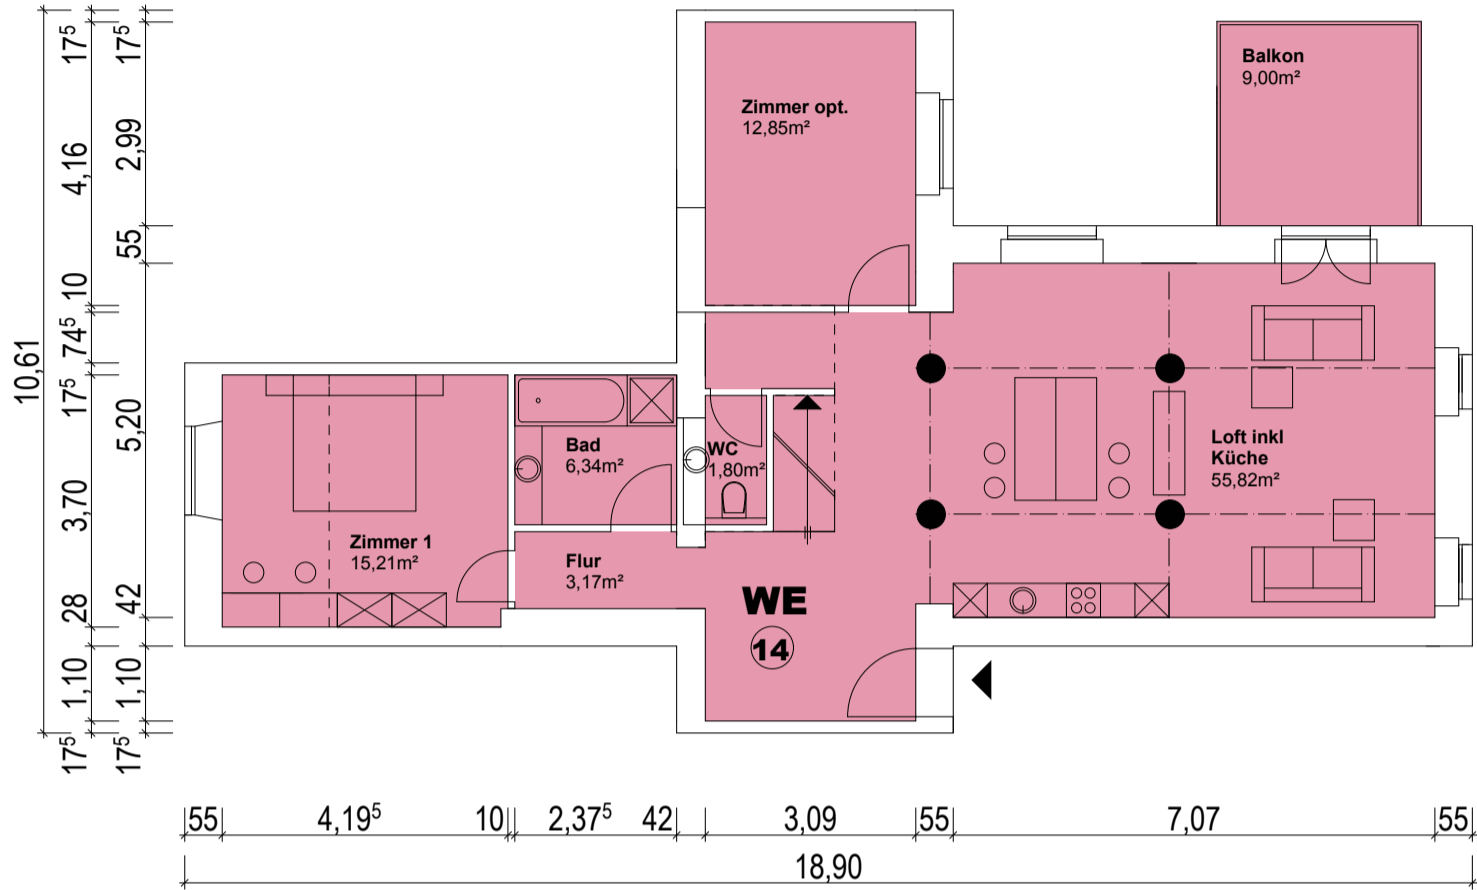 Balkon
9,00m²
Zimmer opt.
12,85m²
Loft inkl
Küche
55,82m²
Bad
6,34m²
WC
1,80m²
Zimmer 1
15,21m²
Flur
3,17m²
WE
14
10,61
17⁵
4,16
10
74⁵
17⁵
3,70
28
1,10
17⁵
17⁵
2,99
55
5,20
42
1,10
17⁵
55 4,19⁵ 10 2,37⁵ 42 3,09 55 7,07 55
18,90